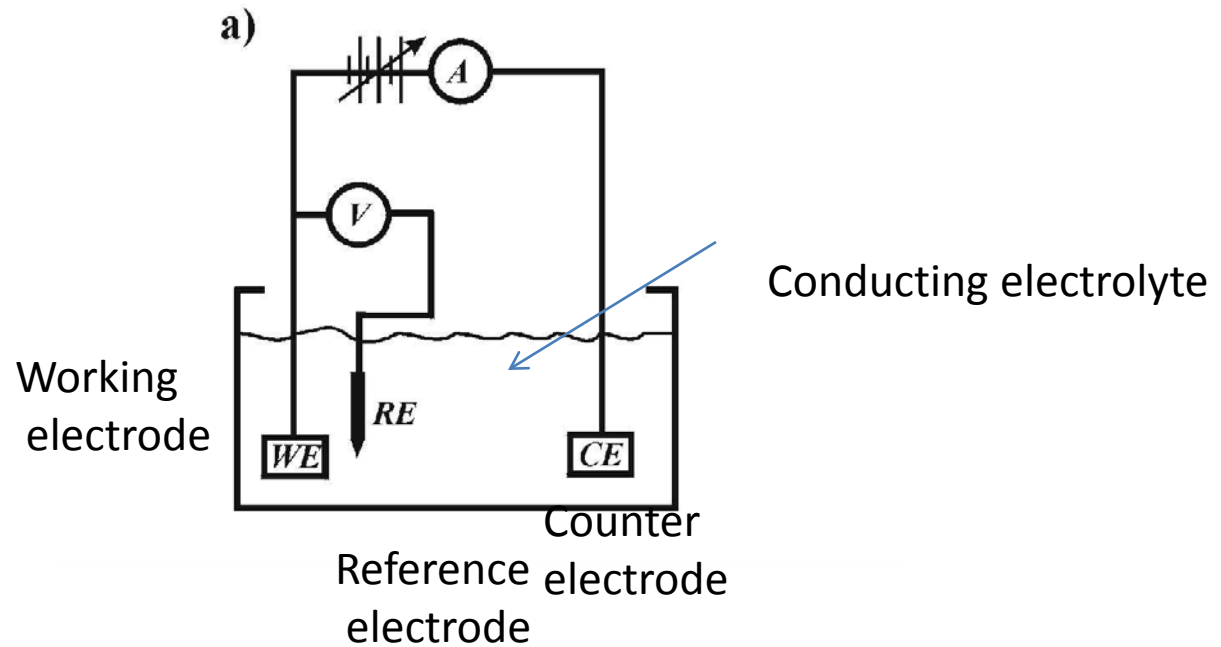 a)
A
V
Conducting electrolyte
Working
electrode
RE
WE
CE
Counter
electrode
Reference
electrode